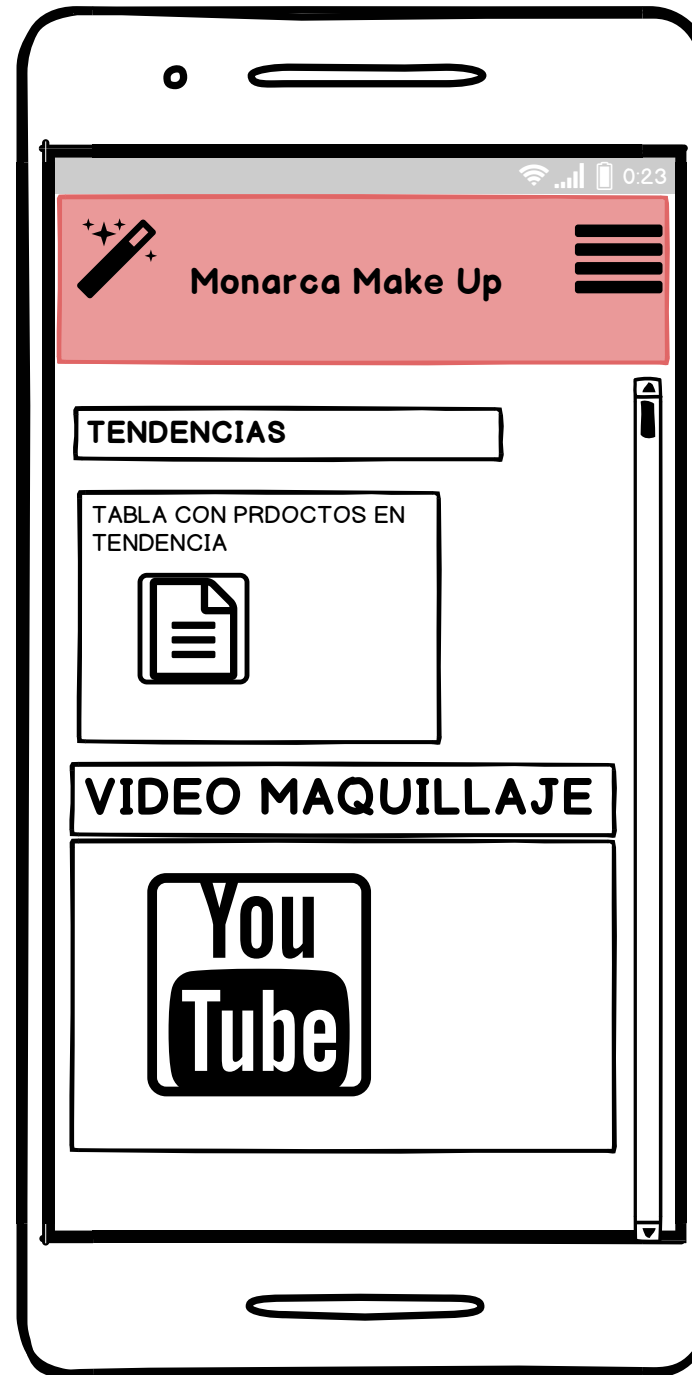 0:23
Monarca Make Up
TENDENCIAS
TABLA CON PRDOCTOS EN
TENDENCIA
VIDEO MAQUILLAJE
You
Tube